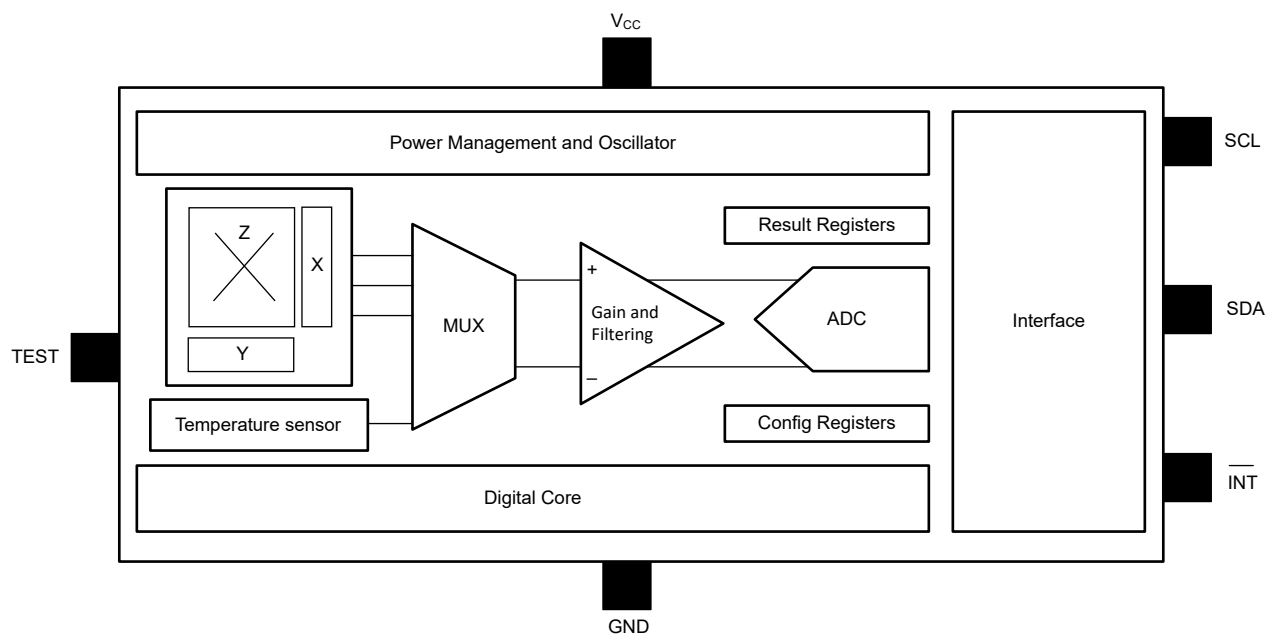 VCC
Power Management and Oscillator
SCL
Z
X
Y
Result Registers
+
Gain and
Filtering
−
MUX
ADC
Interface
SDA
TEST
Temperature sensor
Config Registers
INT
Digital Core
GND